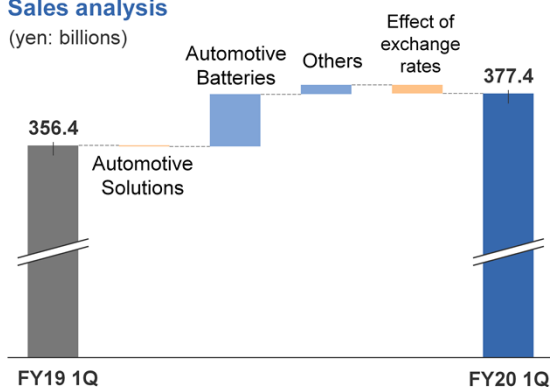 Sales analysis
(yen: billions)
Effect of
exchange
rates
Automotive
Batteries
Others
377.4
356.4
Automotive
Solutions
FY19 1Q
FY20 1Q